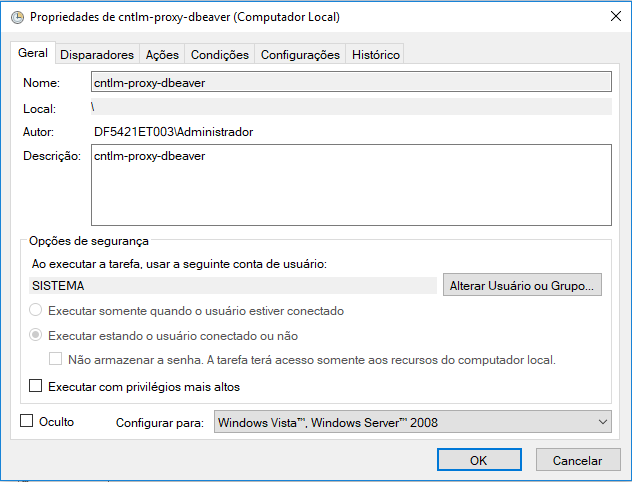 Propriedades de cntlm-proxy-dbeaver (Computador Local)
Geral Disparadores Ações Condições Configurações Histórico
Nome: cntlm-proxy-dbeaver
Local: \
Autor: DF5421ET003\Administrador
Descrição: cntlm-proxy-dbeaver
Opções de segurança
Ao executar a tarefa, usar a seguinte conta de usuário:
SISTEMA Alterar Usuário ou Grupo...
Executar somente quando o usuário estiver conectado
Executar estando o usuário conectado ou não
Não armazenar a senha. A tarefa terá acesso somente aos recursos do computador local.
Executar com privilégios mais altos
Oculto Configurar para: Windows Vista™, Windows Server™ 2008
OK Cancelar